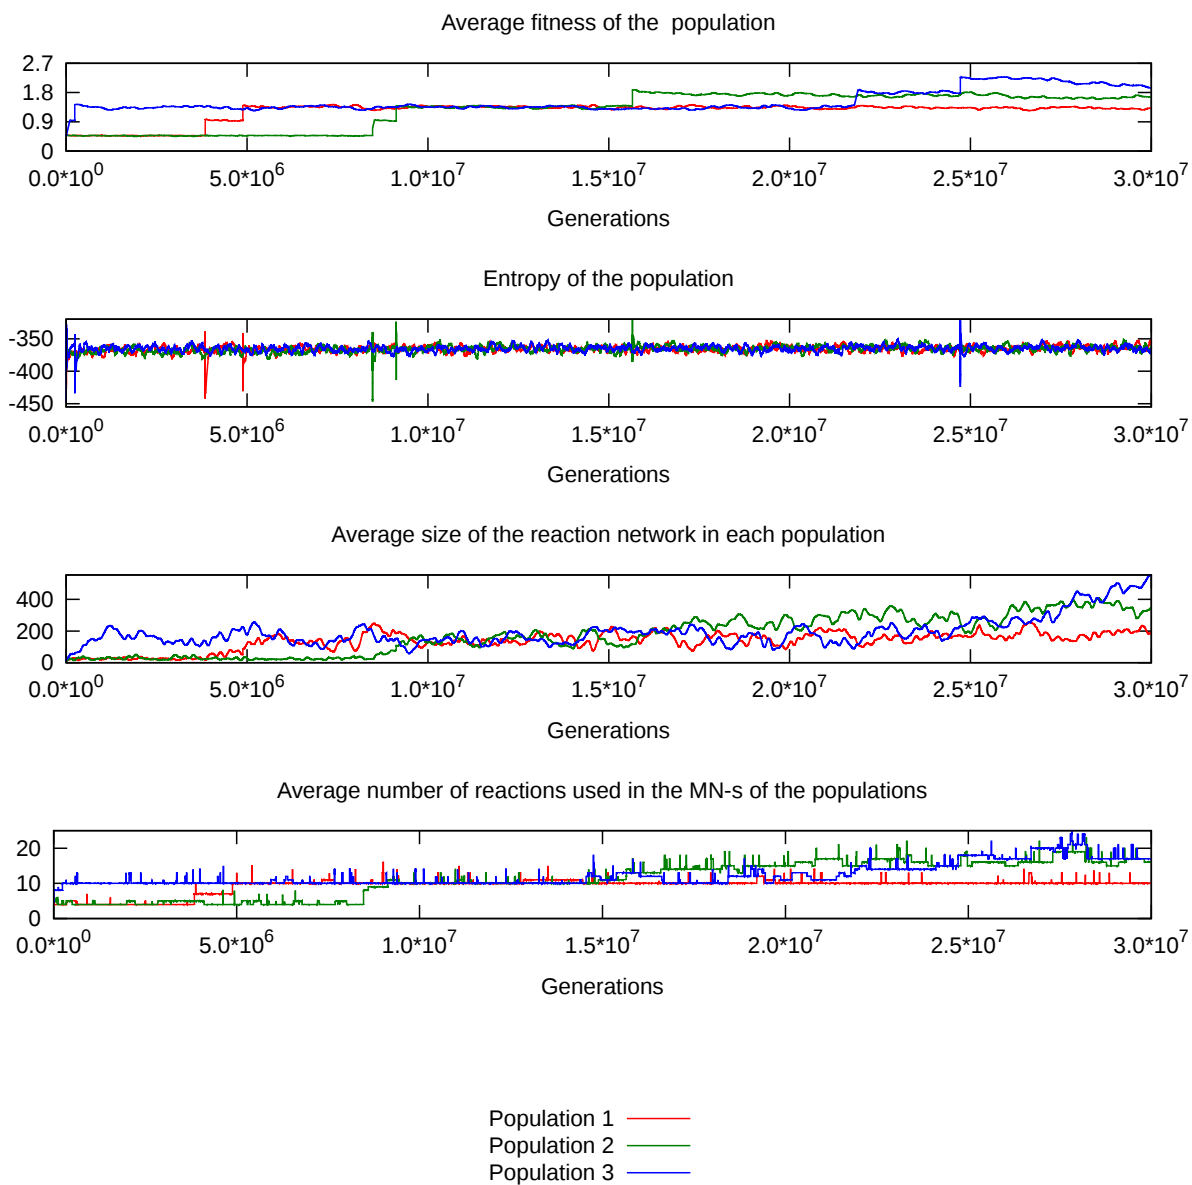 Average fitness of the  population
2.7
1.8
0.9
0
0.0*10^0 5.0*10^6 1.0*10^7 1.5*10^7 2.0*10^7 2.5*10^7 3.0*10^7
Generations
Entropy of the population
-350
-400
-450
0.0*10^0 5.0*10^6 1.0*10^7 1.5*10^7 2.0*10^7 2.5*10^7 3.0*10^7
Generations
Average size of the reaction network in each population
400
200
0
0.0*10^0 5.0*10^6 1.0*10^7 1.5*10^7 2.0*10^7 2.5*10^7 3.0*10^7
Generations
Average number of reactions used in the MN-s of the populations
20
10
0
0.0*10^0 5.0*10^6 1.0*10^7 1.5*10^7 2.0*10^7 2.5*10^7 3.0*10^7
Generations
Population 1
Population 2
Population 3